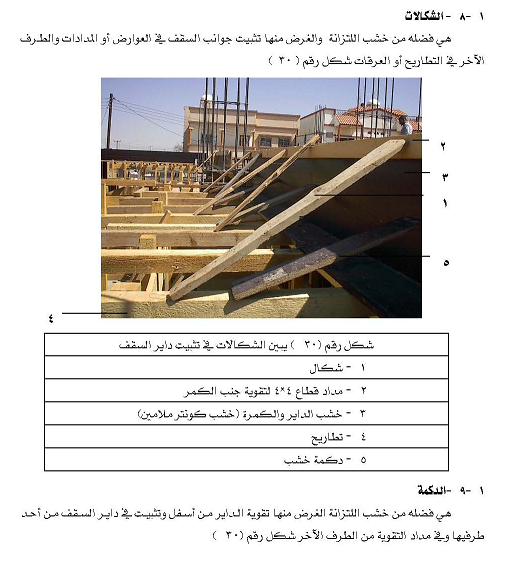 ١ -٨ -الشكالات
هي فضله من خشب اللتزانة والغرض منها تثبيت جوانب السقف في العوارض أو المدادات والطرف
الآخر في التطاريح أو العرقات شكل رقم ( ٣٠ )
٢
٣
١
٥
٤
شكل رقم ( ٣٠ ) يبين الشكالات في تثبيت داير السقف
١ - شكال
٢ - مداد قطاع ٤*٤ لتقوية جنب الكمر
٣ - خشب الداير والكمرة (خشب كونتر ملامين)
٤ - تطاريح
٥ - دكمة خشب
١ -٩ -الدكمة
هي فضله من خشب اللتزانة الغرض منها تقوية الداير من أسفل وتثبيت في داير السقف من أحد
طرفيها وفي مداد التقوية من الطرف الآخر شكل رقم ( ٣٠ )